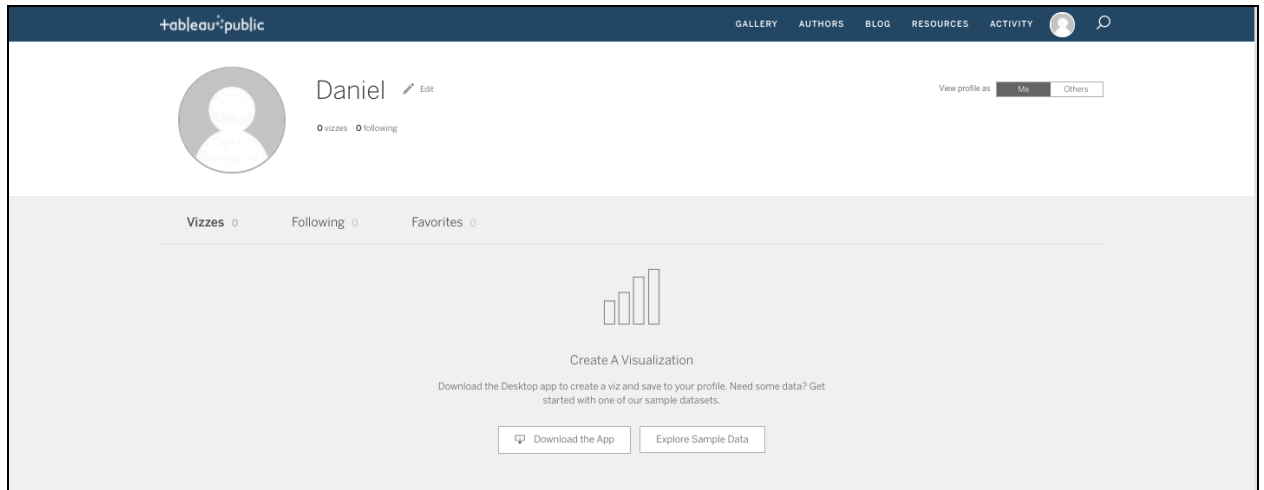 +ableau public
GALLERY AUTHORS BLOG RESOURCES ACTIVITY
Daniel Edit
View profile as Me Others
0 vizzes 0 following
Vizzes 0 Following 0 Favorites 0
Create A Visualization
Download the Desktop app to create a viz and save to your profile. Need some data? Get
started with one of our sample datasets.
Download the App Explore Sample Data